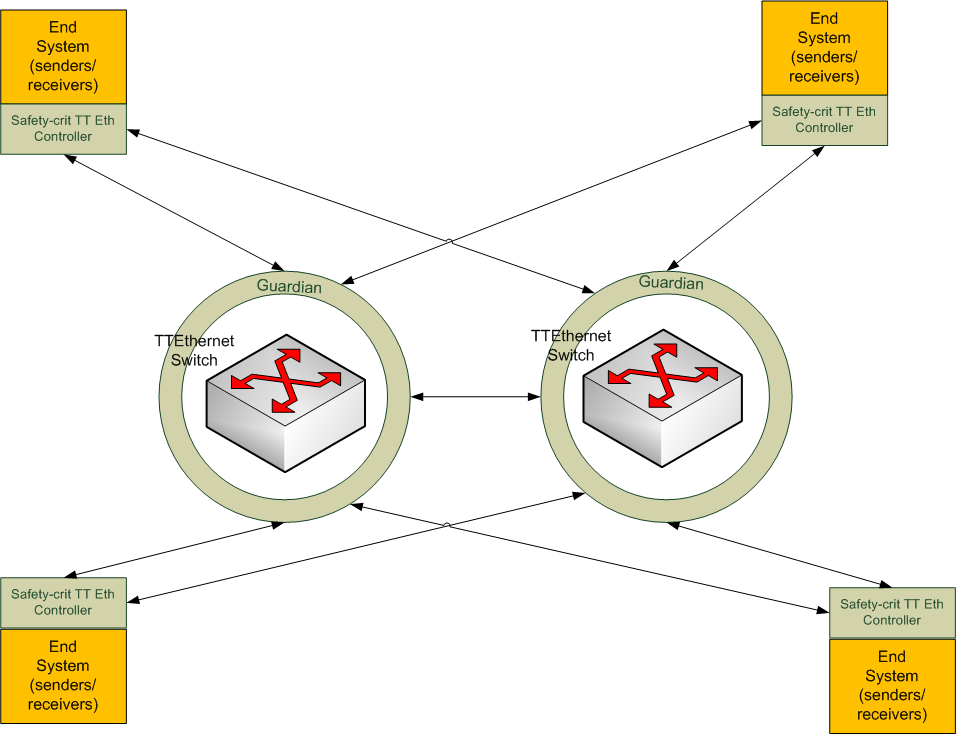 End
System
(senders/
receivers)
Safety-crit TT Eth
Controller
End
System
(senders/
receivers)
Safety-crit TT Eth
Controller
Guardian
TTEthernet
Switch
Guardian
TTEthernet
Switch
Safety-crit TT Eth
Controller
End
System
(senders/
receivers)
Safety-crit TT Eth
Controller
End
System
(senders/
receivers)